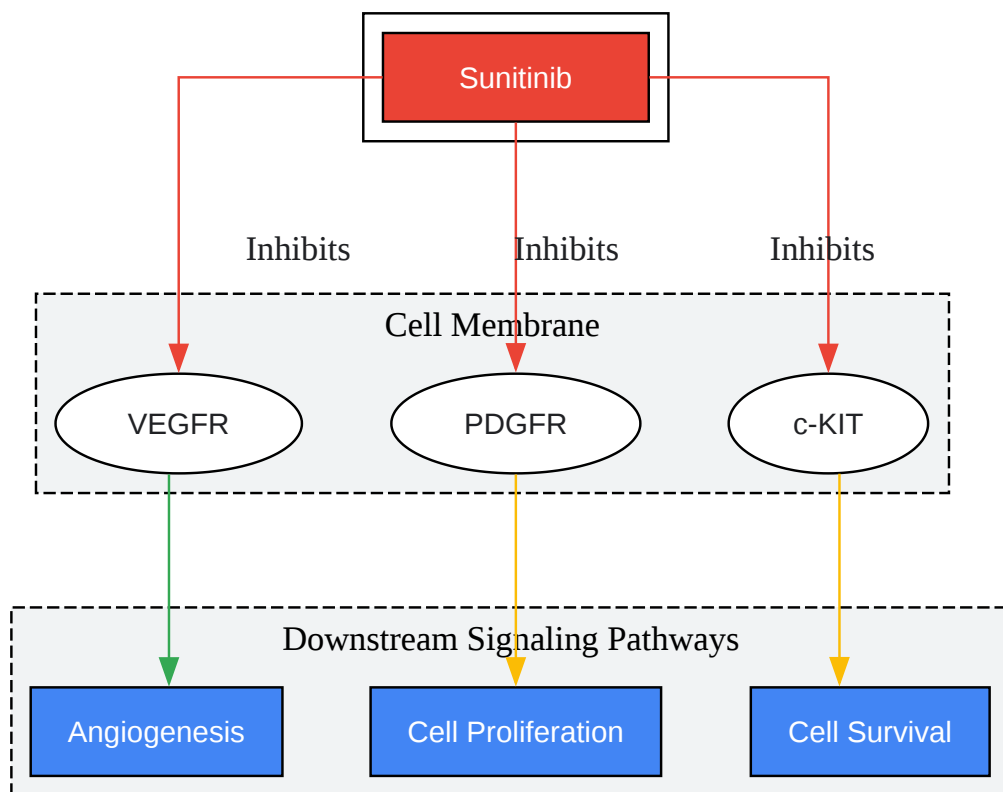 Sunitinib
Inhibits
Inhibits
Inhibits
Cell Membrane
VEGFR
PDGFR
c-KIT
Downstream Signaling Pathways
Angiogenesis
Cell Proliferation
Cell Survival